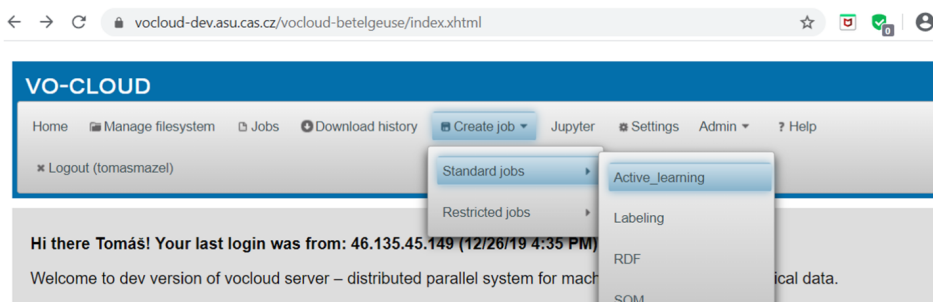 vocloud-dev.asu.cas.cz/vocloud-betelgeuse/index.xhtml
0
VO-CLOUD
Home Manage filesystem Jobs Download history Create job Jupyter Settings Admin ? Help
Logout (tomasmazel)
Standard jobs
Active_learning
Restricted jobs
Labeling
RDF
SOM
Hi there Tomáš! Your last login was from: 46.135.45.149 (12/26/19 4:35 PM)
Welcome to dev version of vocloud server – distributed parallel system for mach ical data.